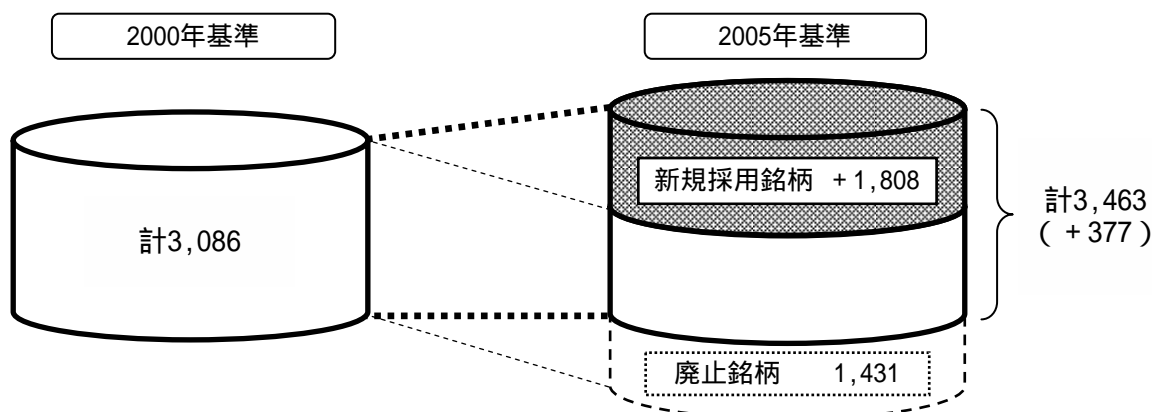 2000年基準
2005年基準
新規採用銘柄 +1,808
計3,086
計3,463
( +377)
廃止銘柄 1,431